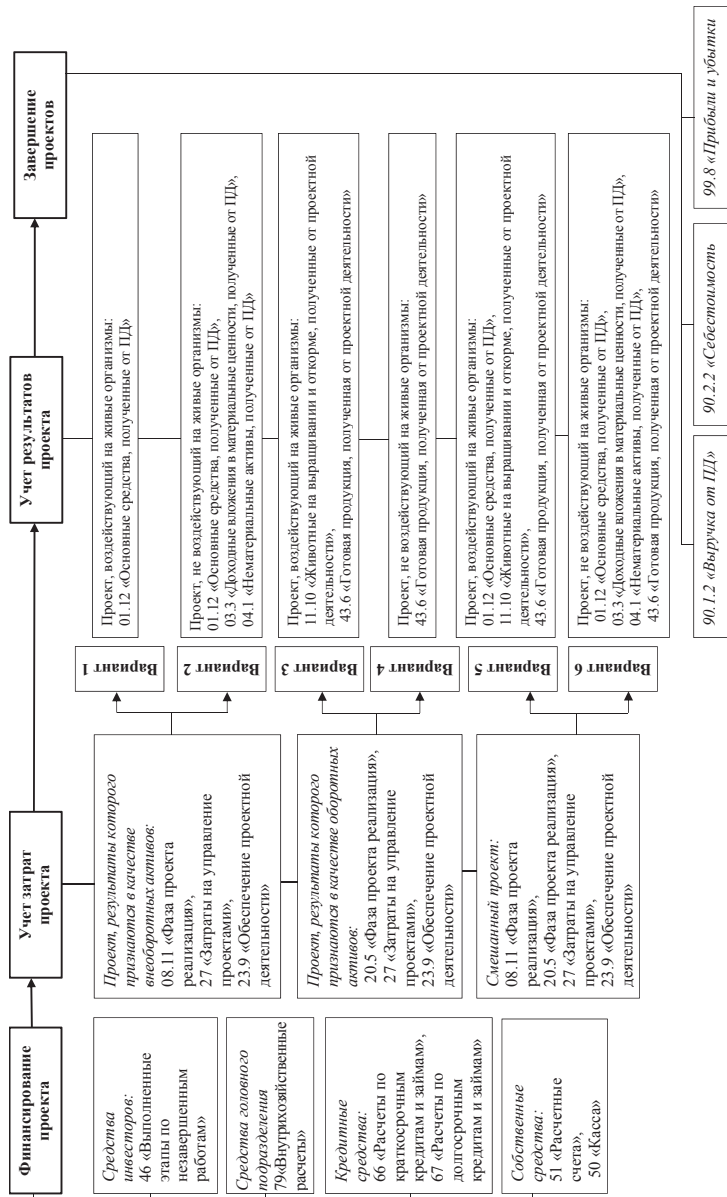 Финансирование
проекта
Учет затрат
проекта
Учет результатов
проекта
Завершение
проектов
Средства
инвесторов:
46 «Выполненные
этапы по
незавершенным
работам»
Средства головного
подразделения
79«Внутрихозяйственные
расчеты»
Кредитные
средства:
66 «Расчеты по
краткосрочным
кредитам и займам»,
67 «Расчеты по
долгосрочным
кредитам и займам»
Собственные
средства:
51 «Расчетные
счета»,
50 «Касса»
Проект, результаты которого
признаются в качестве
внеоборотных активов:
08.11 «Фаза проекта
реализация»,
27 «Затраты на управление
проектами»,
23.9 «Обеспечение проектной
деятельности»
Проект, результаты которого
признаются в качестве оборотных
активов:
20.5 «Фаза проекта реализация»,
27 «Затраты на управление
проектами»,
23.9 «Обеспечение проектной
деятельности»
Смешанный проект:
08.11 «Фаза проекта
реализация»,
20.5 «Фаза проекта реализация»,
27 «Затраты на управление
проектами»,
23.9 «Обеспечение проектной
деятельности»
Вариант
1
Проект, воздействующий на живые организмы:
01.12 «Основные средства, полученные от ПД»
Вариант
2
Проект, не воздействующий на живые организмы:
01.12 «Основные средства, полученные от ПД»,
03.3 «Доходные вложения в материальные ценности, полученные от ПД»,
04.1 «Нематериальные активы, полученные от ПД»
Вариант
3
Проект, воздействующий на живые организмы:
11.10 «Животные на выращивании и откорме, полученные от проектной
деятельности»,
43.6 «Готовая продукция, полученная от проектной деятельности»
Вариант
4
Проект, не воздействующий на живые организмы:
43.6 «Готовая продукция, полученная от проектной деятельности»
Вариант
5
Проект, воздействующий на живые организмы:
01.12 «Основные средства, полученные от ПД»,
11.10 «Животные на выращивании и откорме, полученные от проектной
деятельности»,
43.6 «Готовая продукция, полученная от проектной деятельности»
Вариант
6
Проект, не воздействующий на живые организмы:
01.12 «Основные средства, полученные от ПД»,
03.3 «Доходные вложения в материальные ценности, полученные от ПД»,
04.1 «Нематериальные активы, полученные от ПД»,
43.6 «Готовая продукция, полученная от проектной деятельности»
90.1.2 «Выручка от ПД»
90.2.2 «Себестоимость
99.8 «Прибыли и убытки